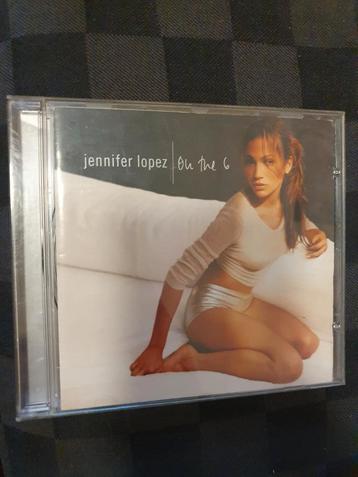 jennifer lopez | On the 6